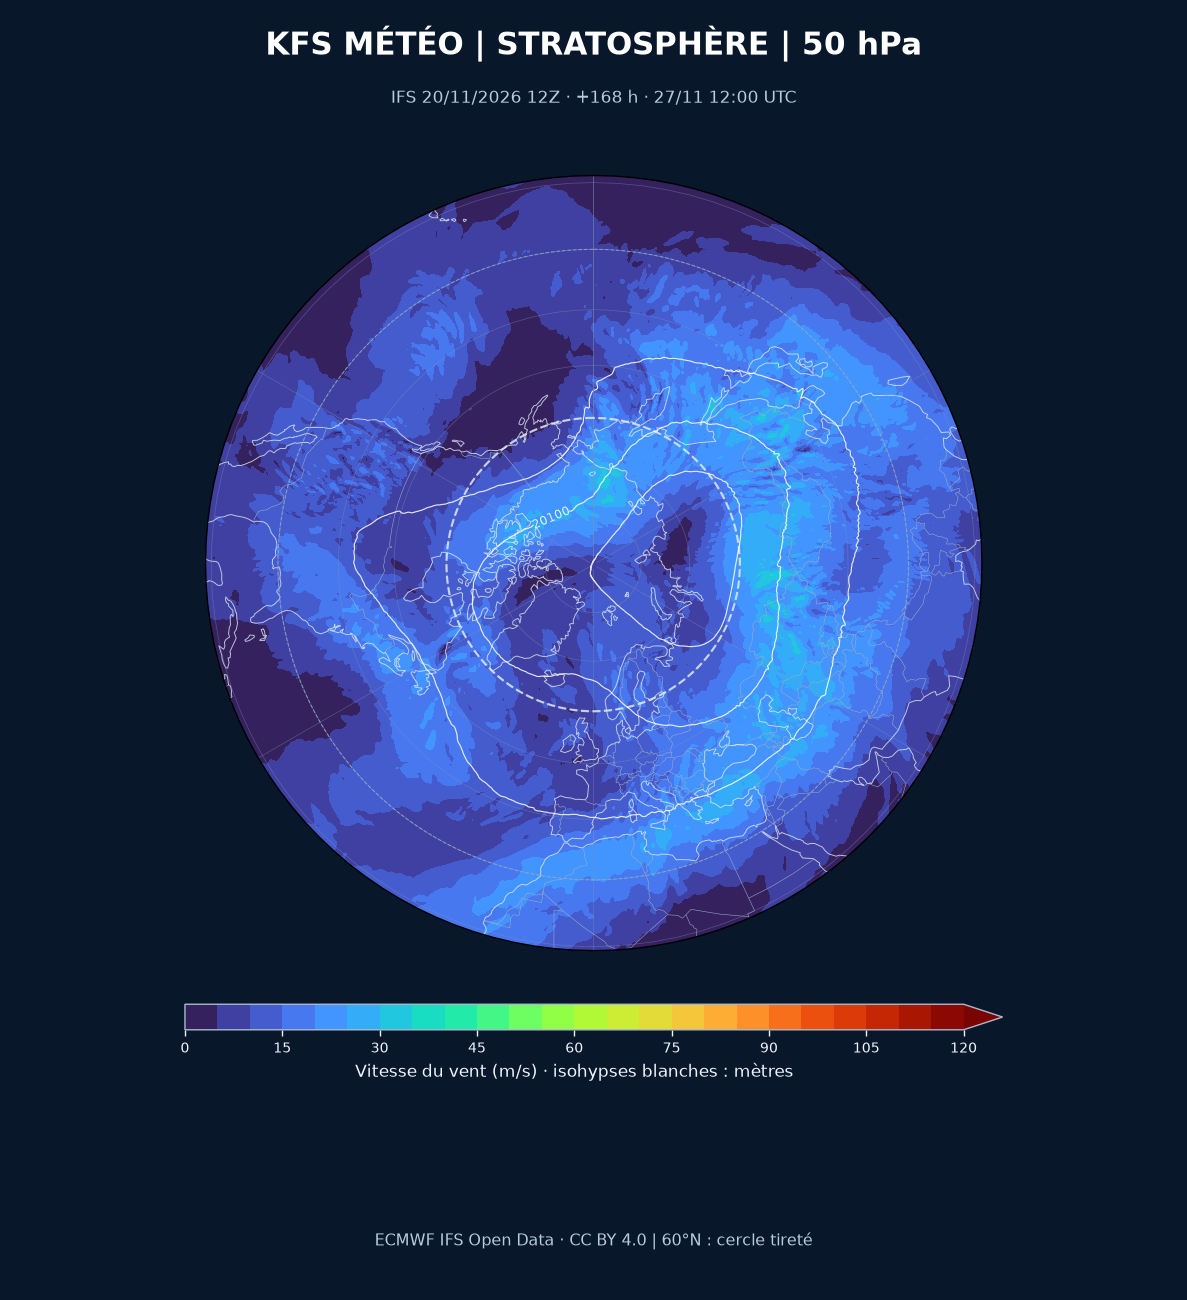 KFS MÉTÉO | STRATOSPHÈRE | 50 hPa
IFS 20/11/2026 12Z · +168 h · 27/11 12:00 UTC
20100
0 15 30 45 60 75 90 105 120
Vitesse du vent (m/s) · isohypses blanches : mètres
ECMWF IFS Open Data · CC BY 4.0 | 60°N : cercle tireté